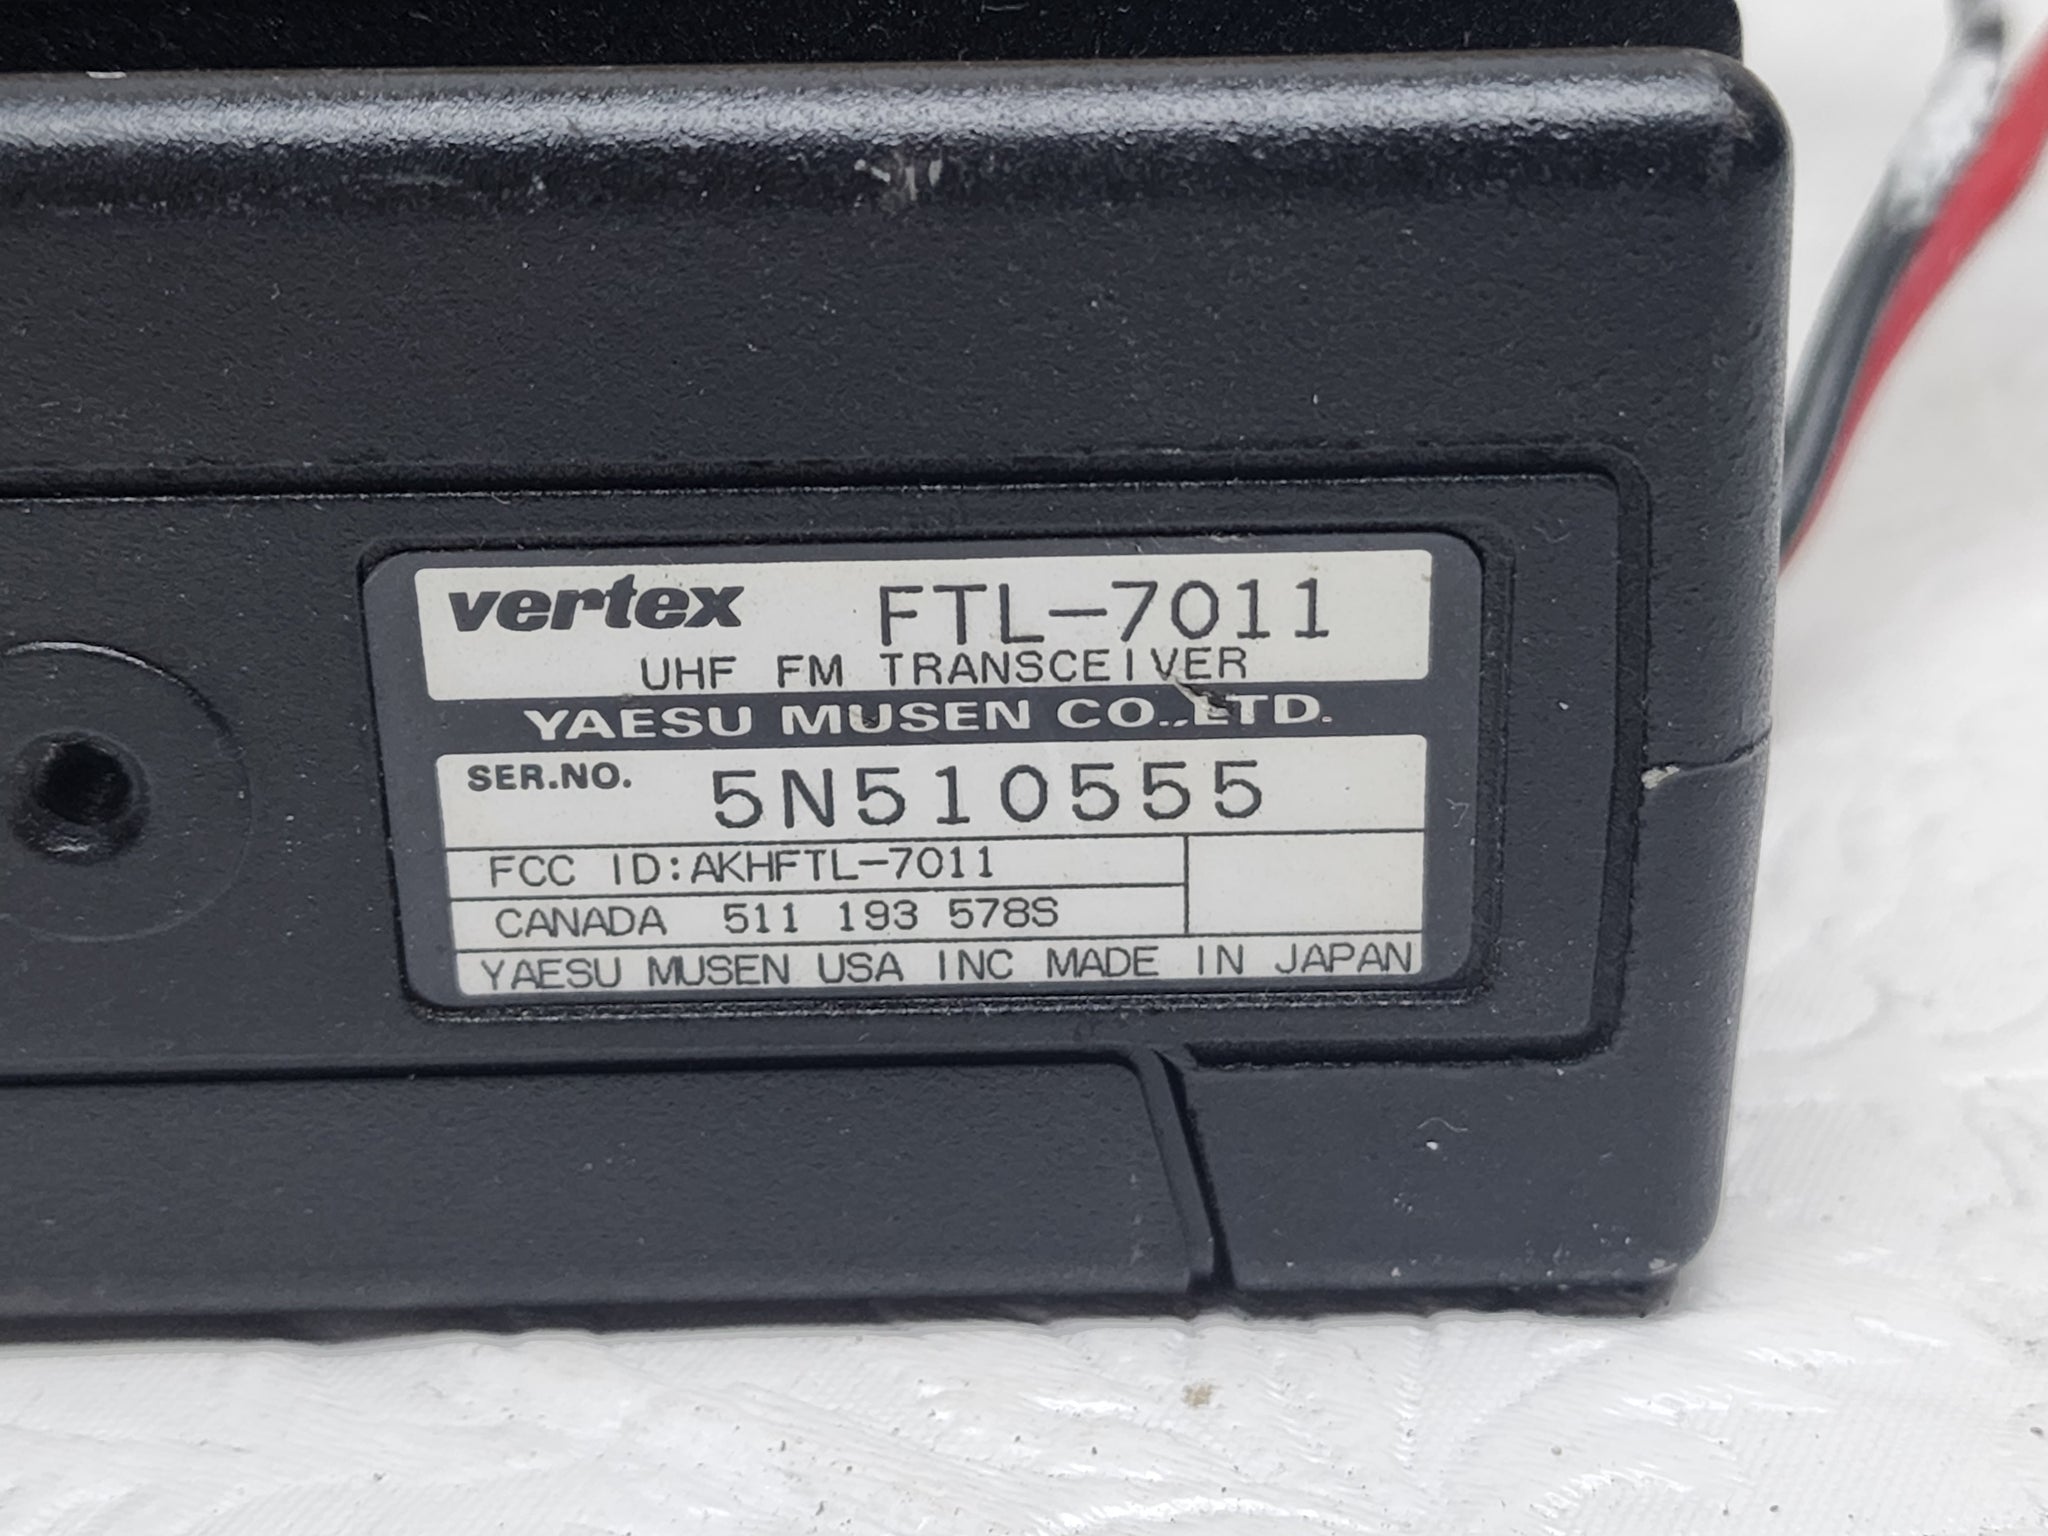 vertex FTL-7011
UHF FM TRANSCEIVER
YAESU MUSEN CO.,LTD.
SER.NO. 5N510555
FCC ID:AKHFTL-7011
CANADA 511 193 578S
YAESU MUSEN USA INC MADE IN JAPAN